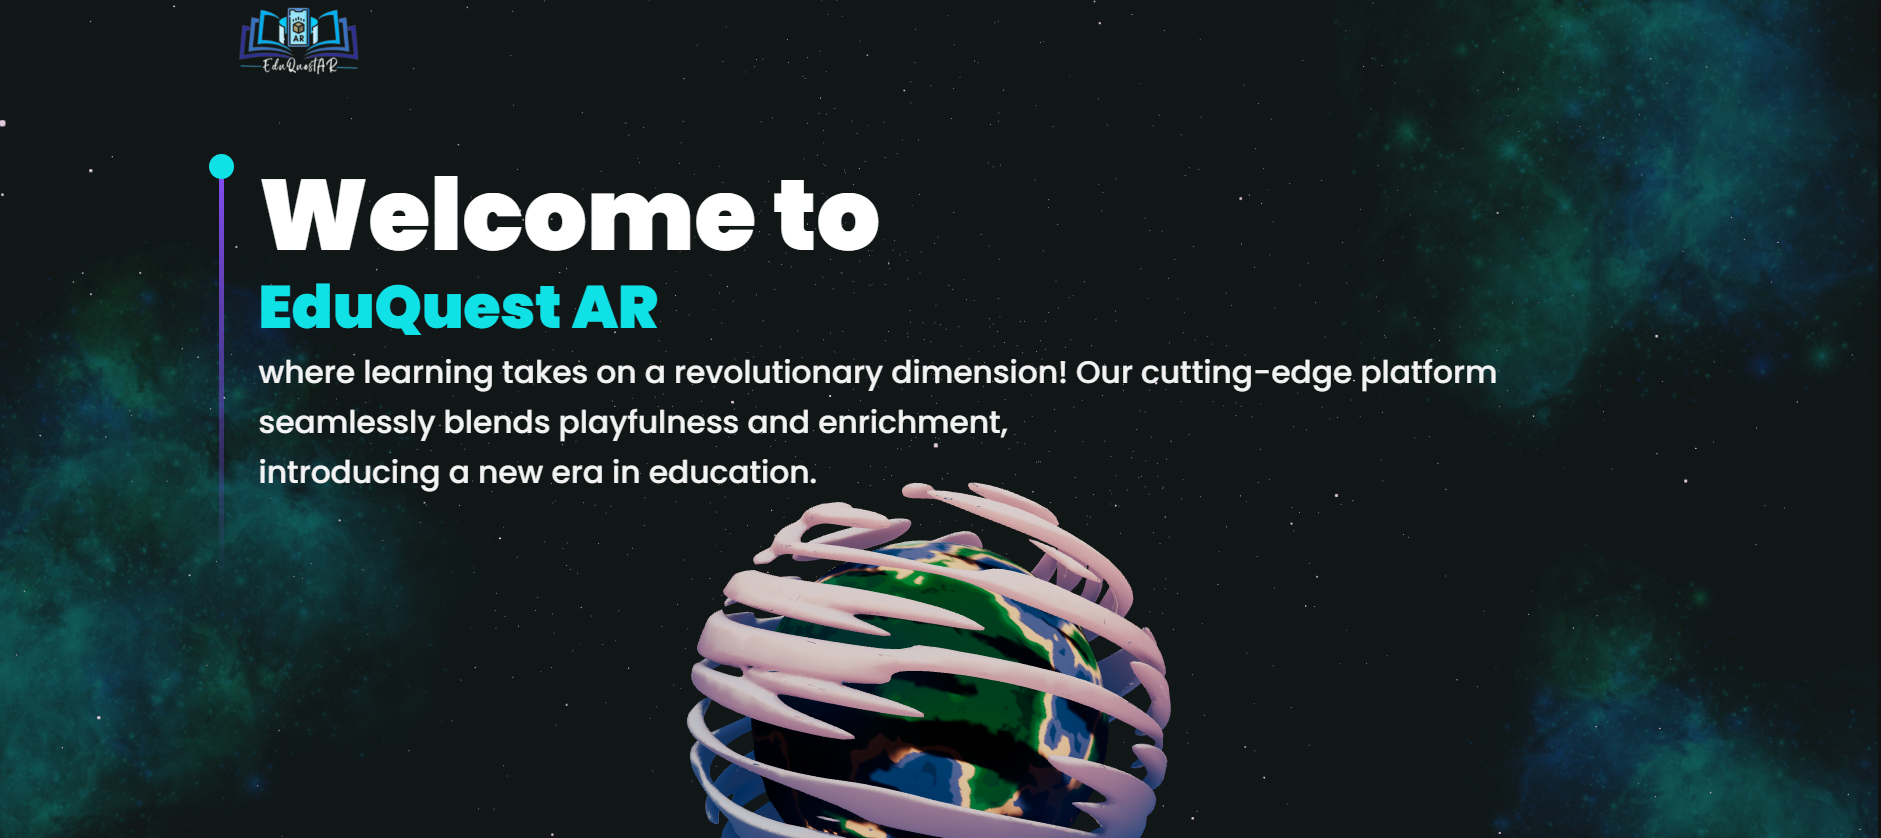 AR
EduQuestAR
Welcome to
EduQuest AR
where learning takes on a revolutionary dimension! Our cutting-edge platform
seamlessly blends playfulness and enrichment,
introducing a new era in education.